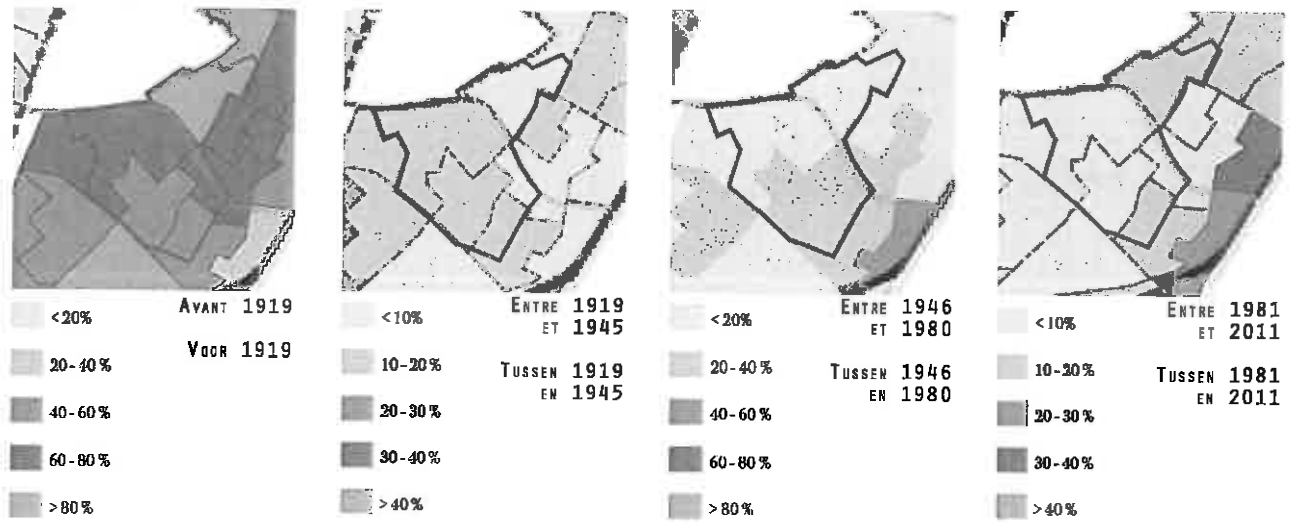 AVANT 1919
VOOR 1919
<20%
20-40%
40-60%
60-80%
>80%
ENTRE 1919
ET 1945
TUSSEN 1919
EN 1945
<10%
10-20%
20-30%
30-40%
>40%
ENTRE 1946
ET 1980
TUSSEN 1946
EN 1980
<20%
20-40%
40-60%
60-80%
>80%
ENTRE 1981
ET 2011
TUSSEN 1981
EN 2011
<10%
10-20%
20-30%
30-40%
>40%